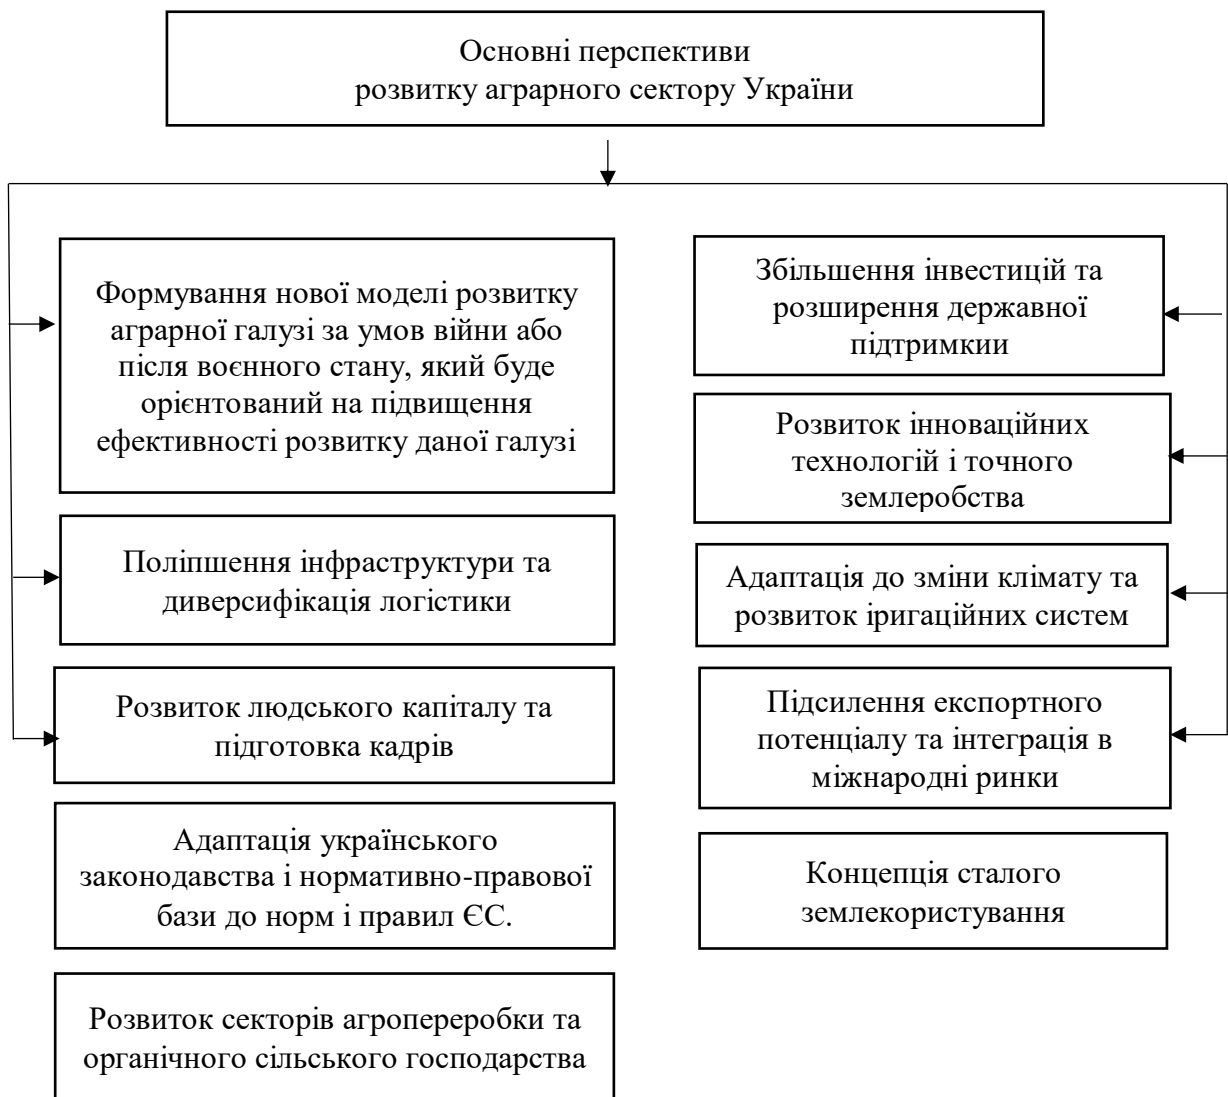 Основні перспективи
розвитку аграрного сектору України
Формування нової моделі розвитку
аграрної галузі за умов війни або
після воєнного стану, який буде
орієнтований на підвищення
ефективності розвитку даної галузі
Поліпшення інфраструктури та
диверсифікація логістики
Розвиток людського капіталу та
підготовка кадрів
Адаптація українського
законодавства і нормативно-правової
бази до норм і правил ЄС.
Розвиток секторів агропереробки та
органічного сільського господарства
Збільшення інвестицій та
розширення державної
підтримкии
Розвиток інноваційних
технологій і точного
землеробства
Адаптація до зміни клімату та
розвиток іригаційних систем
Підсилення експортного
потенціалу та інтеграція в
міжнародні ринки
Концепція сталого
землекористування